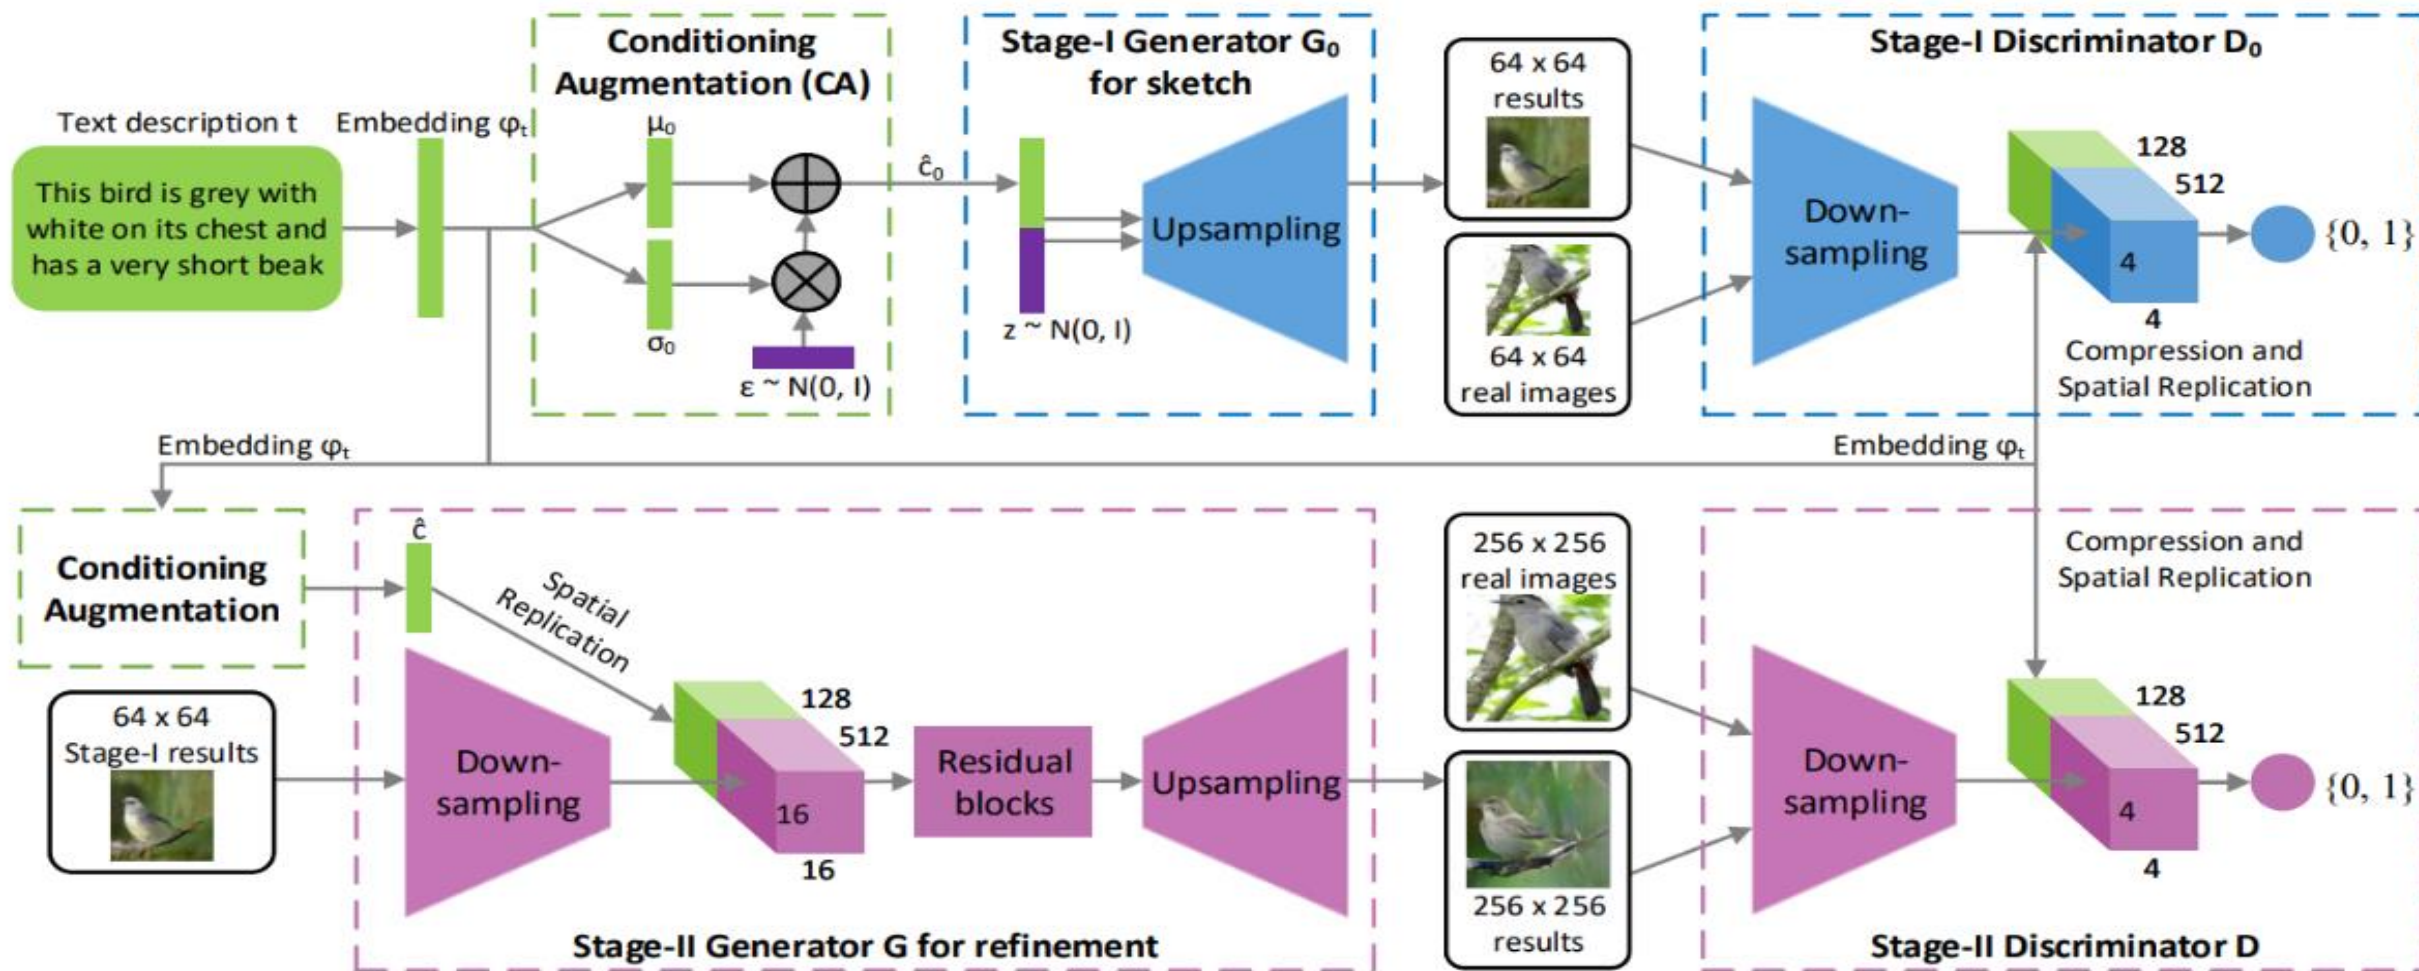 Conditioning
Augmentation (CA)
Stage-I Generator G₀
for sketch
64 x 64
results
Stage-I Discriminator D₀
Text description t
Embedding φₜ
This bird is grey with
white on its chest and
has a very short beak
μ₀
σ₀
ε ~ N(0, I)
ĉ₀
z ~ N(0, I)
Upsampling
64 x 64
real images
Down-
sampling
128
512
4
4
{0, 1}
Compression and
Spatial Replication
Embedding φₜ
Embedding φₜ
Conditioning
Augmentation
ĉ
Spatial
Replication
64 x 64
Stage-I results
Down-
sampling
128
512
16
16
Residual
blocks
Upsampling
Stage-II Generator G for refinement
256 x 256
real images
256 x 256
results
Compression and
Spatial Replication
Down-
sampling
128
512
4
4
{0, 1}
Stage-II Discriminator D